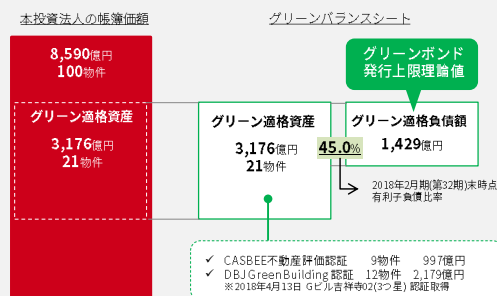 本投資法人の帳簿価額
グリーンバランスシート
8,590億円
100物件
グリーン適格資産
3,176億円
21物件
グリーン適格資産
3,176億円
21物件
45.0%
グリーンボンド
発行上限理論値
グリーン適格負債額
1,429億円
2018年2月期(第32期)末時点
有利子負債比率
✓ CASBEE不動産評価認証 9物件 997億円
✓ DBJ Green Building 認証 12物件 2,179億円
※2018年4月13日 Gビル吉祥寺02(3つ星) 認証取得